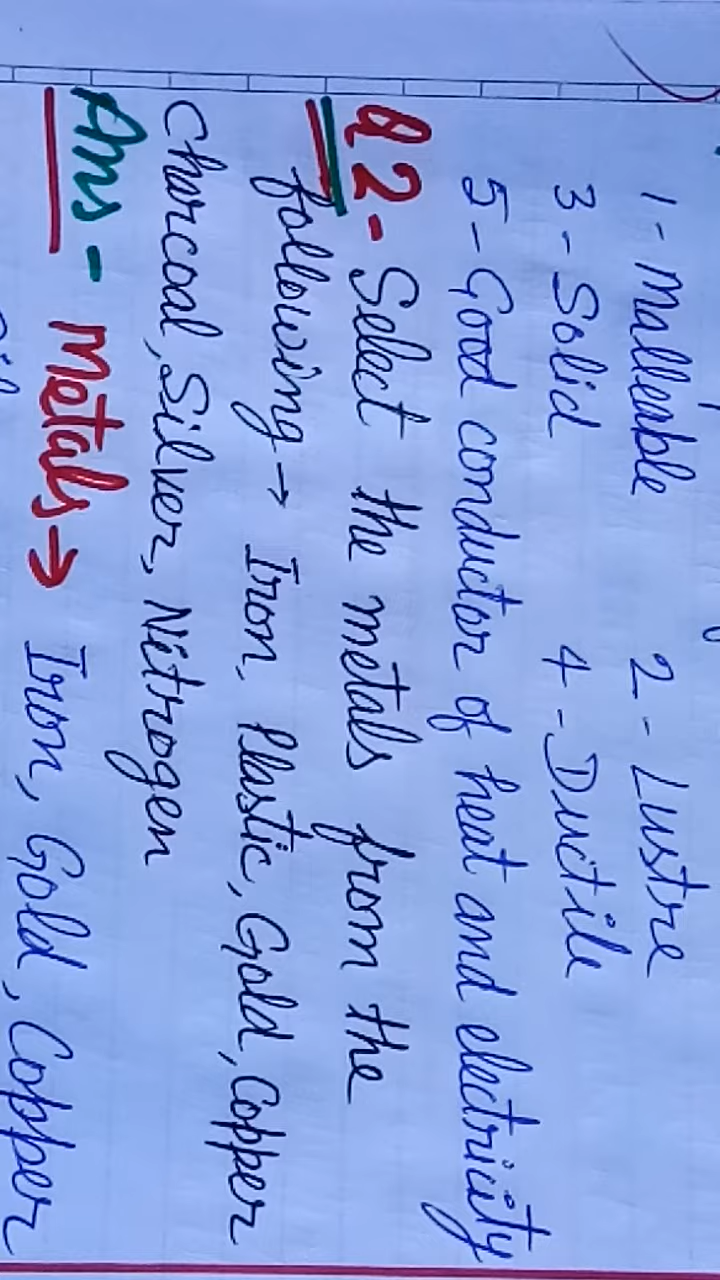 1 - Malleable 2 - Lustre
3 - Solid 4 - Ductile
5 - Good conductor of heat and electricity
Q 2 - Select the metals from the
following → Iron, Plastic, Gold, Copper
Charcoal, Silver, Nitrogen
Ans - Metals → Iron, Gold, Copper